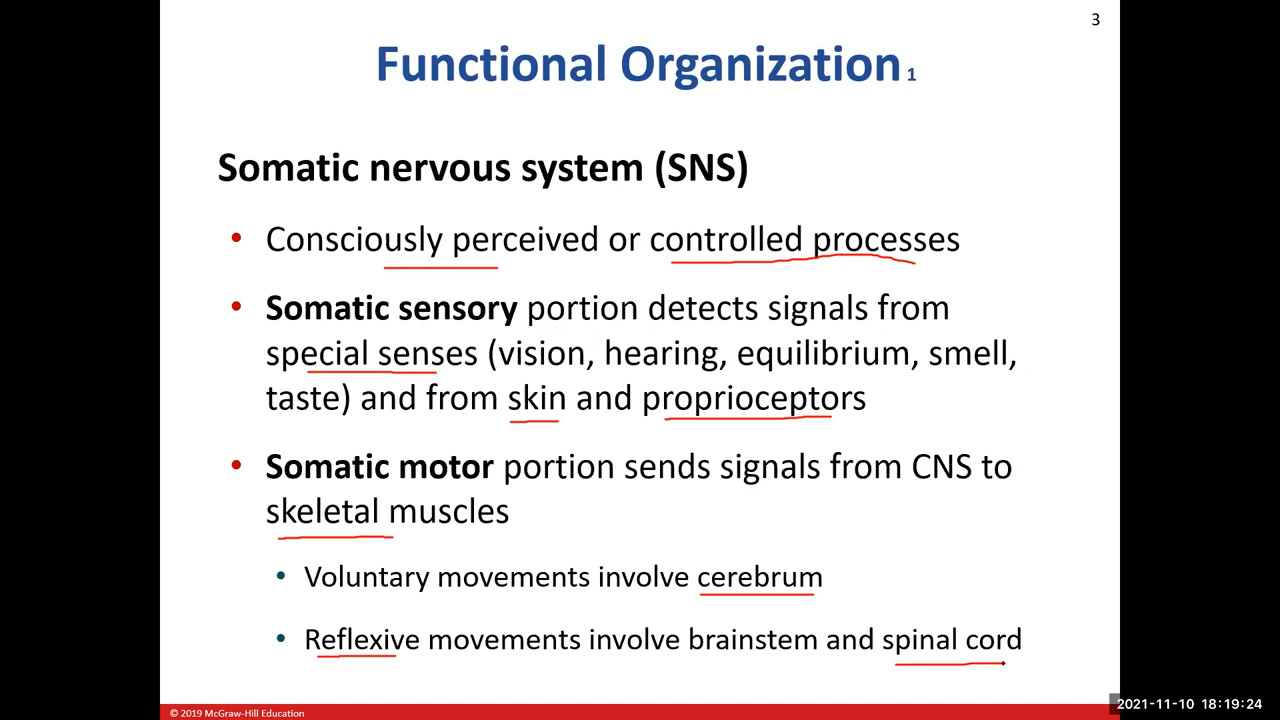 3
Functional Organization 1
Somatic nervous system (SNS)
• Consciously perceived or controlled processes
• Somatic sensory portion detects signals from
special senses (vision, hearing, equilibrium, smell,
taste) and from skin and proprioceptors
• Somatic motor portion sends signals from CNS to
skeletal muscles
• Voluntary movements involve cerebrum
• Reflexive movements involve brainstem and spinal cord
© 2019 McGraw-Hill Education
2021-11-10 18:19:24